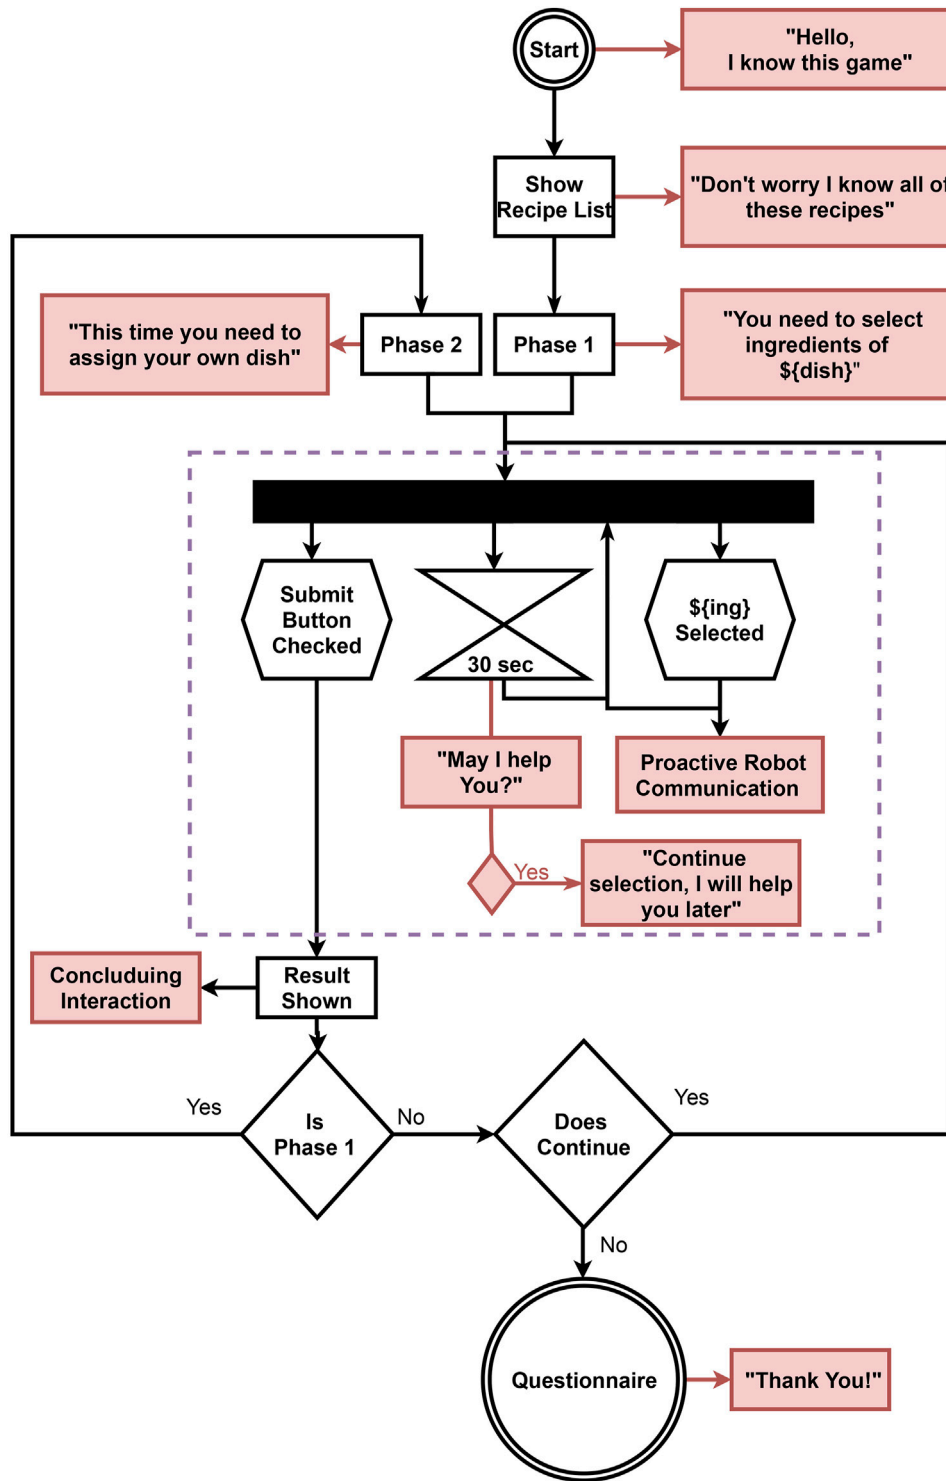 Start
"Hello,
I know this game"
Show
Recipe List
"Don't worry I know all of
these recipes"
"This time you need to
assign your own dish"
Phase 2
Phase 1
"You need to select
ingredients of
${dish}"
Submit
Button
Checked
30 sec
${ing}
Selected
"May I help
You?"
Proactive Robot
Communication
Yes
"Continue
selection, I will help
you later"
Concluduing
Interaction
Result
Shown
Yes
Is
Phase 1
No
Does
Continue
Yes
No
Questionnaire
"Thank You!"